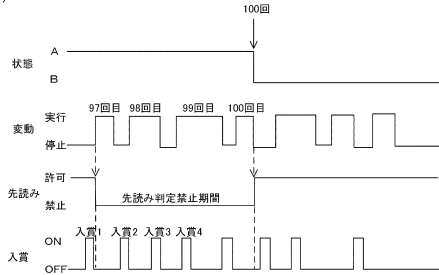 100回
状態 A
B
97回目 98回目 99回目 100回目
変動 実行
停止
先読み 許可
禁止
先読み判定禁止期間
入賞1 入賞2 入賞3 入賞4
入賞 ON
OFF